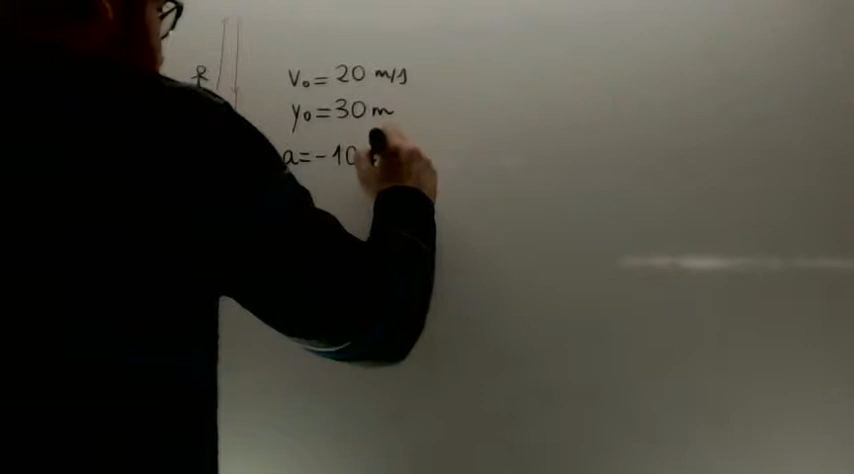 v₀ = 20 m/s
y₀ = 30 m
a = -10